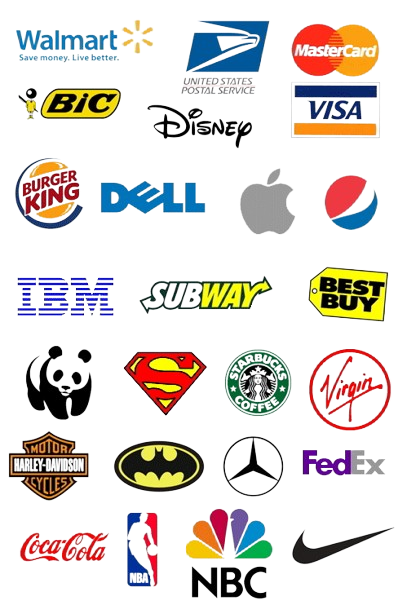 Walmart
Save money. Live better.
UNITED STATES
POSTAL SERVICE
MasterCard
BiC
Disney
VISA
BURGER
KING
DELL
IBM
SUBWAY
BEST
BUY
STARBUCKS
COFFEE
Virgin
MOTOR
HARLEY-DAVIDSON
CYCLES
FedEx
Coca-Cola
NBA
NBC